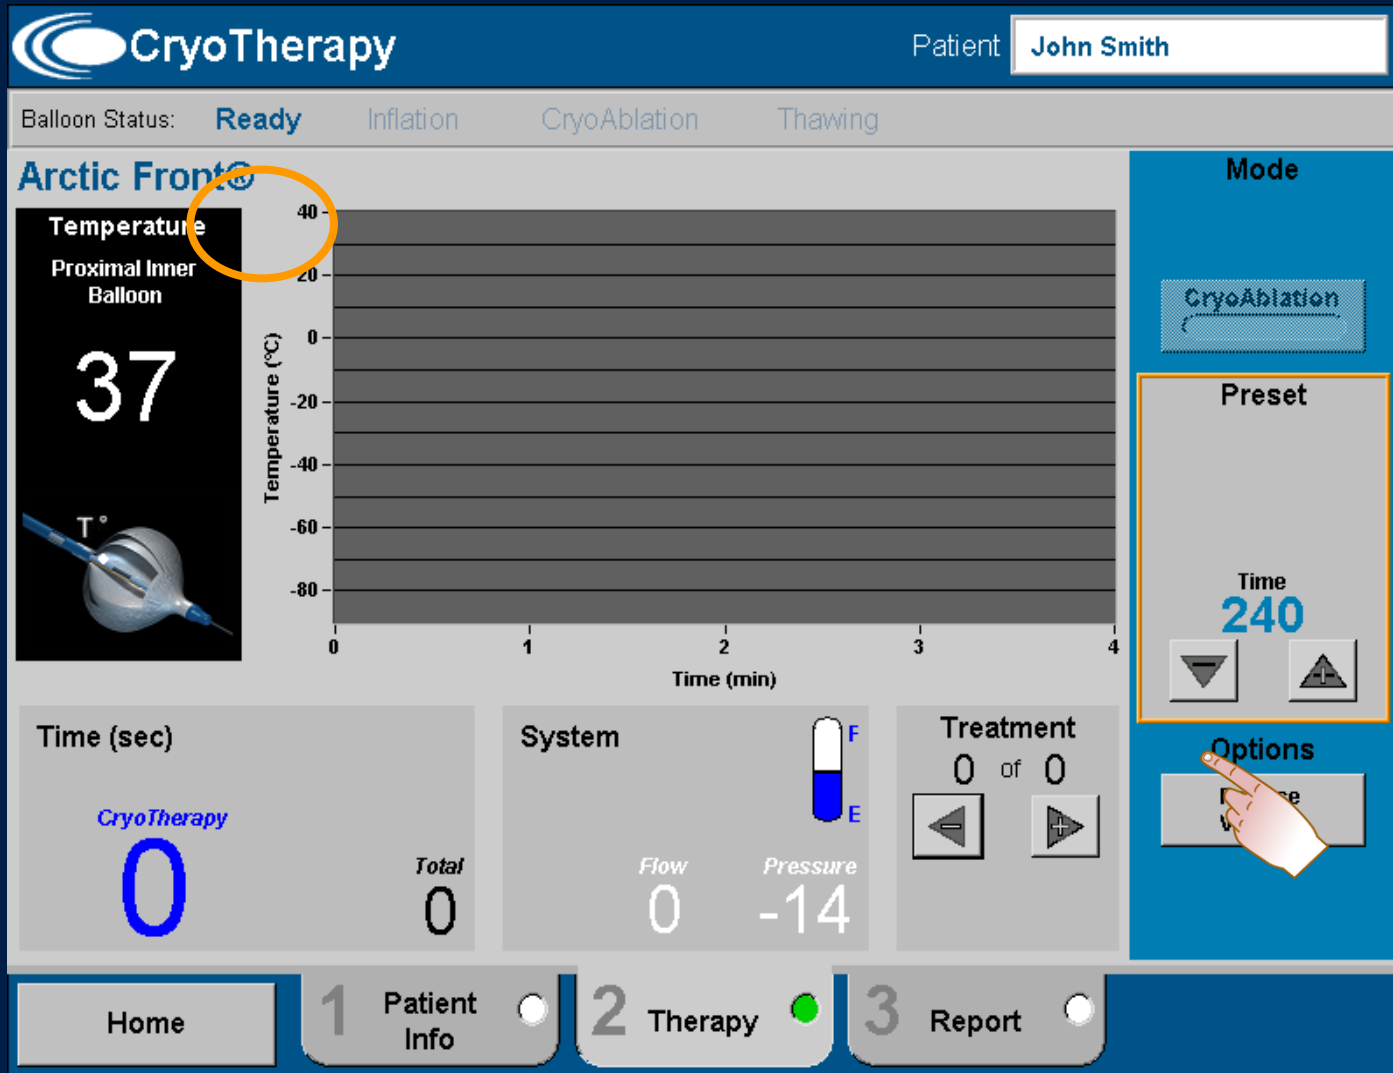 CryoTherapy
Patient John Smith
Balloon Status: Ready Inflation CryoAblation Thawing
Arctic Front®
Temperature
Proximal Inner
Balloon
37
T°
Temperature (°C)
40
20
0
-20
-40
-60
-80
0 1 2 3 4
Time (min)
Mode
CryoAblation
Preset
Time
240
- +
Options
Time (sec)
CryoTherapy
0
Total
0
System
F
E
Flow
0
Pressure
-14
Treatment
0 of 0
- +
Home
1 Patient
Info
2 Therapy
3 Report